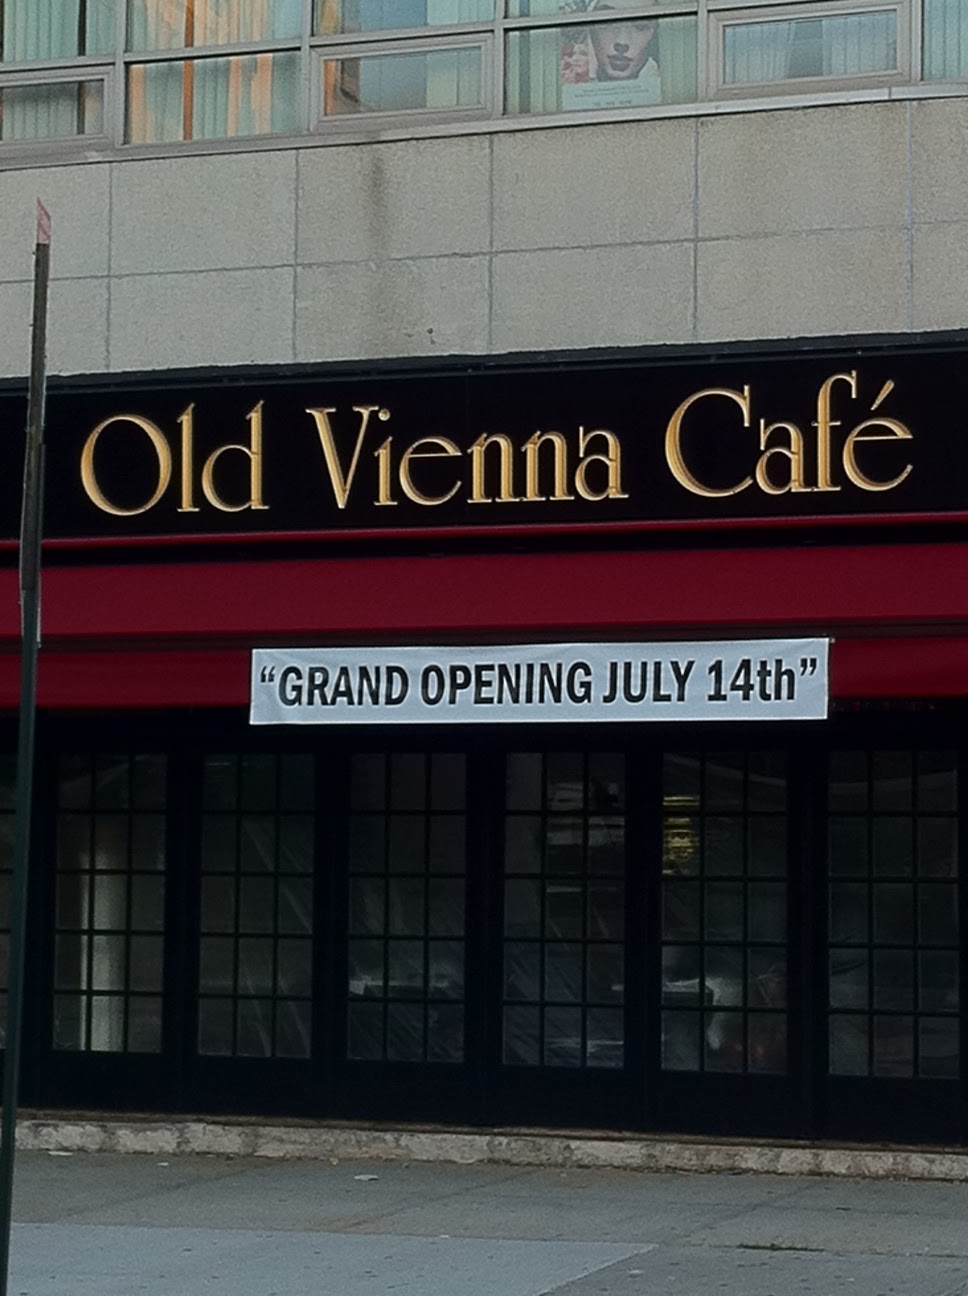 Old Vienna Café
“GRAND OPENING JULY 14th”